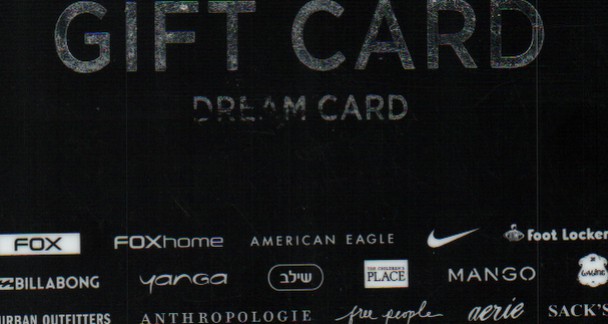 GIFT CARD
DREAM CARD
FOX FOXhome AMERICAN EAGLE Foot Locker
BILLABONG yanga שילב THE CHILDREN'S PLACE MANGO
URBAN OUTFITTERS ANTHROPOLOGIE free people aerie SACK'S